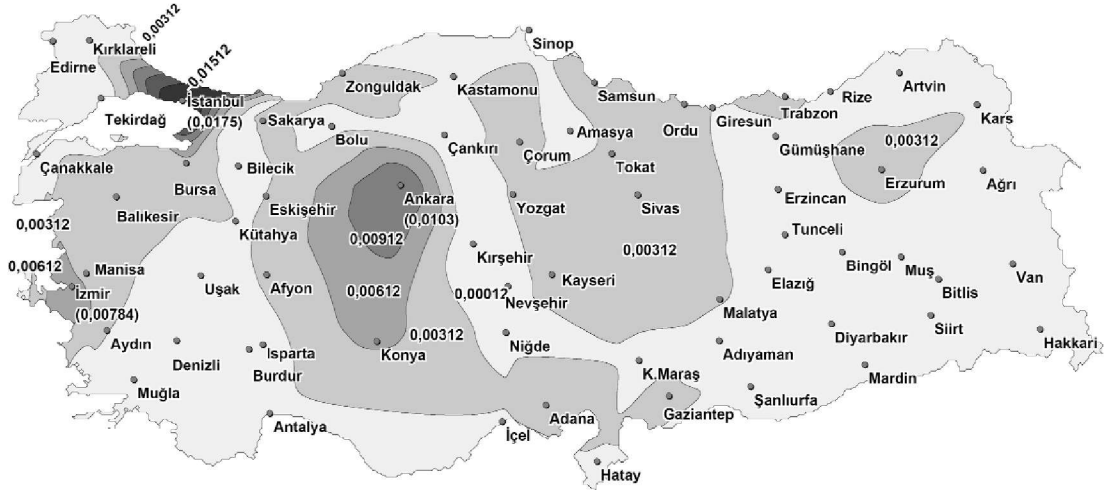 0,00312
0,01512
Kırklareli
Edirne
Sinop
Zonguldak
Kastamonu
Samsun
Artvin
Rize
Trabzon
Giresun
Ordu
Kars
İstanbul
(0,0175)
Tekirdağ
Sakarya
Bolu
Çankırı
Çorum
Amasya
Tokat
Gümüşhane
0,00312
Erzurum
Ağrı
Çanakkale
Bursa
Bilecik
Balıkesir
Eskişehir
Ankara
(0,0103)
Yozgat
Sivas
Erzincan
0,00312
Kütahya
0,00912
Kırşehir
0,00312
Tunceli
0,00612
Manisa
Uşak
Afyon
0,00612
0,00012
Kayseri
Nevşehir
Elazığ
Bingöl
Muş
Bitlis
Van
İzmir
(0,00784)
Aydın
Denizli
Isparta
Burdur
Konya
0,00312
Niğde
Malatya
Adıyaman
Diyarbakır
Siirt
Hakkari
Muğla
Antalya
İçel
Adana
K.Maraş
Gaziantep
Şanlıurfa
Mardin
Hatay